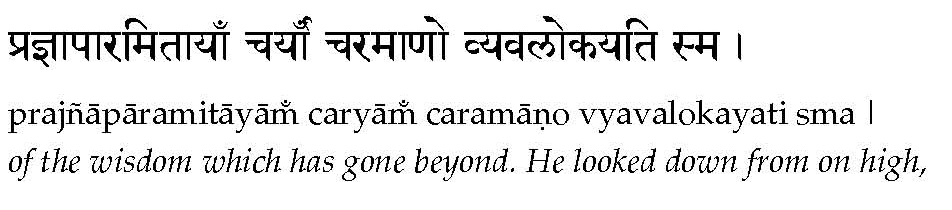 प्रज्ञापारमितायाँ चर्याँ चरमाणो व्यवलोकयति स्म ।
prajñāpāramitāyām̐ caryām̐ caramāṇo vyavalokayati sma |
of the wisdom which has gone beyond. He looked down from on high,